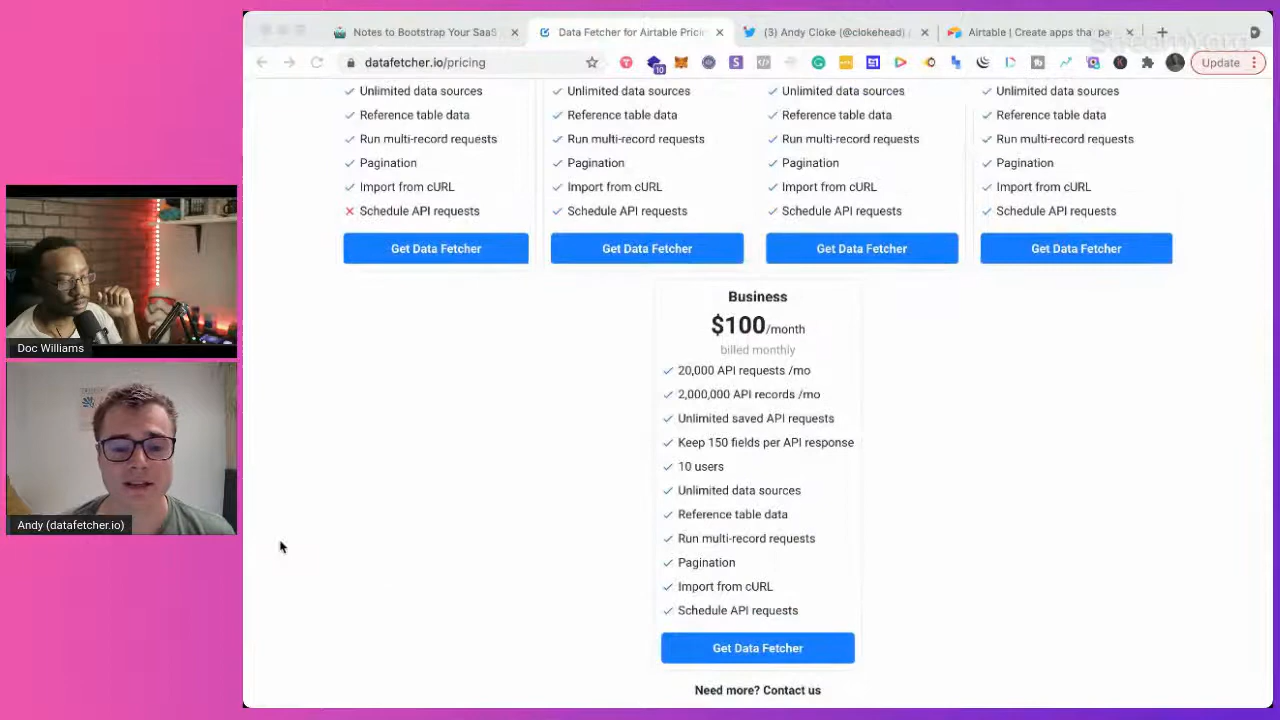 Notes to Bootstrap Your SaaS
Data Fetcher for Airtable Pricin
(3) Andy Cloke (@clokehead) /
Airtable | Create apps that pe
datafetcher.io/pricing
10
Update
Unlimited data sources
Reference table data
Run multi-record requests
Pagination
Import from cURL
Schedule API requests
Get Data Fetcher
Unlimited data sources
Reference table data
Run multi-record requests
Pagination
Import from cURL
Schedule API requests
Get Data Fetcher
Unlimited data sources
Reference table data
Run multi-record requests
Pagination
Import from cURL
Schedule API requests
Get Data Fetcher
Unlimited data sources
Reference table data
Run multi-record requests
Pagination
Import from cURL
Schedule API requests
Get Data Fetcher
Business
$100/month
billed monthly
20,000 API requests /mo
2,000,000 API records /mo
Unlimited saved API requests
Keep 150 fields per API response
10 users
Unlimited data sources
Reference table data
Run multi-record requests
Pagination
Import from cURL
Schedule API requests
Get Data Fetcher
Need more? Contact us
Doc Williams
Andy (datafetcher.io)